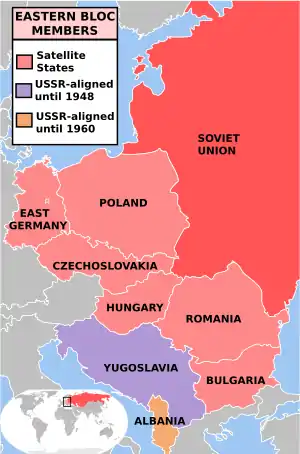 EASTERN BLOC
MEMBERS
Satellite
States
USSR-aligned
until 1948
USSR-aligned
until 1960
SOVIET
UNION
POLAND
EAST
GERMANY
CZECHOSLOVAKIA
HUNGARY
ROMANIA
YUGOSLAVIA
BULGARIA
ALBANIA